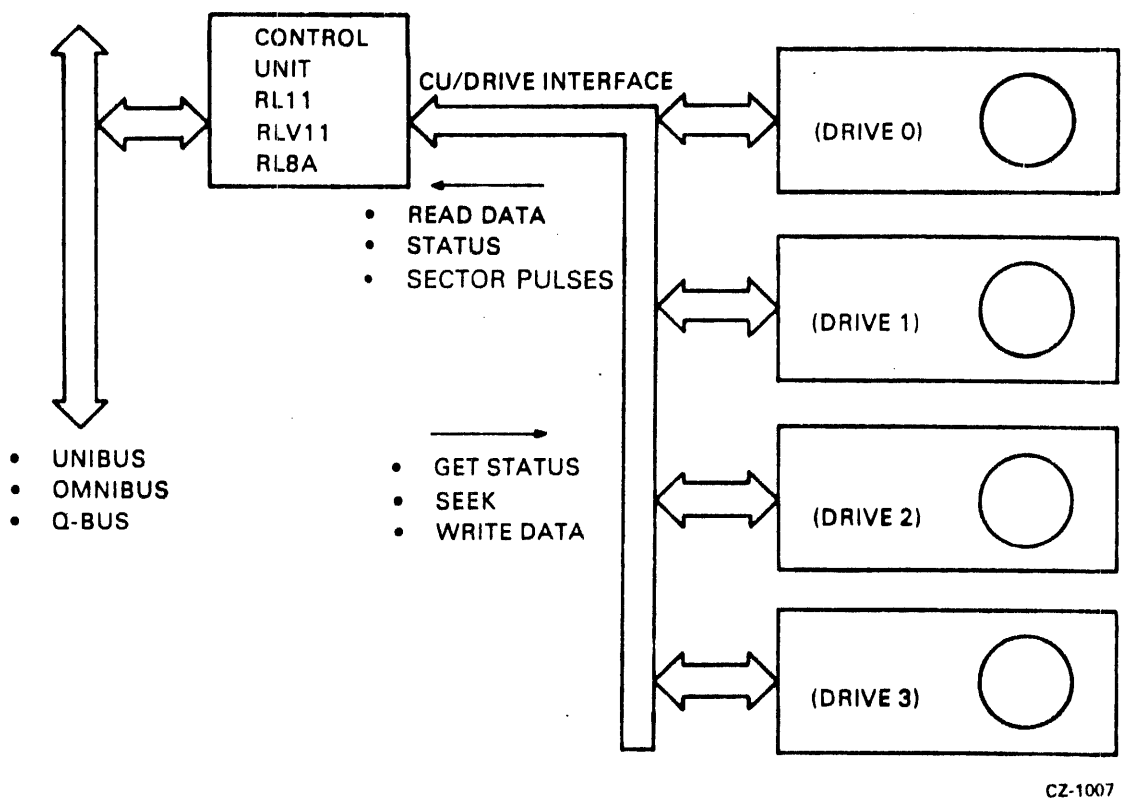 CONTROL
UNIT
RL11
RLV11
RL8A
CU/DRIVE INTERFACE
(DRIVE 0)
• READ DATA
• STATUS
• SECTOR PULSES
(DRIVE 1)
• UNIBUS
• OMNIBUS
• Q-BUS
• GET STATUS
• SEEK
• WRITE DATA
(DRIVE 2)
(DRIVE 3)
CZ-1007